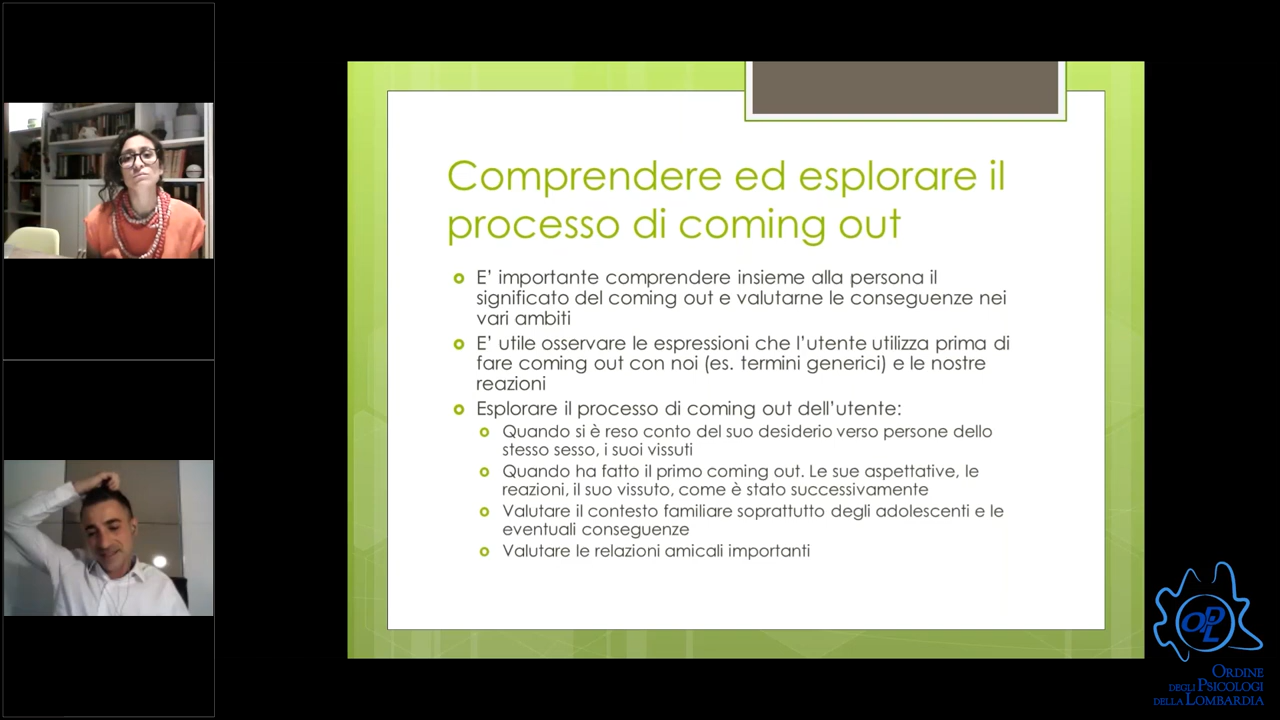 Comprendere ed esplorare il
processo di coming out
E' importante comprendere insieme alla persona il
significato del coming out e valutarne le conseguenze nei
vari ambiti
E' utile osservare le espressioni che l'utente utilizza prima di
fare coming out con noi (es. termini generici) e le nostre
reazioni
Esplorare il processo di coming out dell'utente:
Quando si è reso conto del suo desiderio verso persone dello
stesso sesso, i suoi vissuti
Quando ha fatto il primo coming out. Le sue aspettative, le
reazioni, il suo vissuto, come è stato successivamente
Valutare il contesto familiare soprattutto degli adolescenti e le
eventuali conseguenze
Valutare le relazioni amicali importanti
OPL
ORDINE
DEGLI PSICOLOGI
DELLA LOMBARDIA